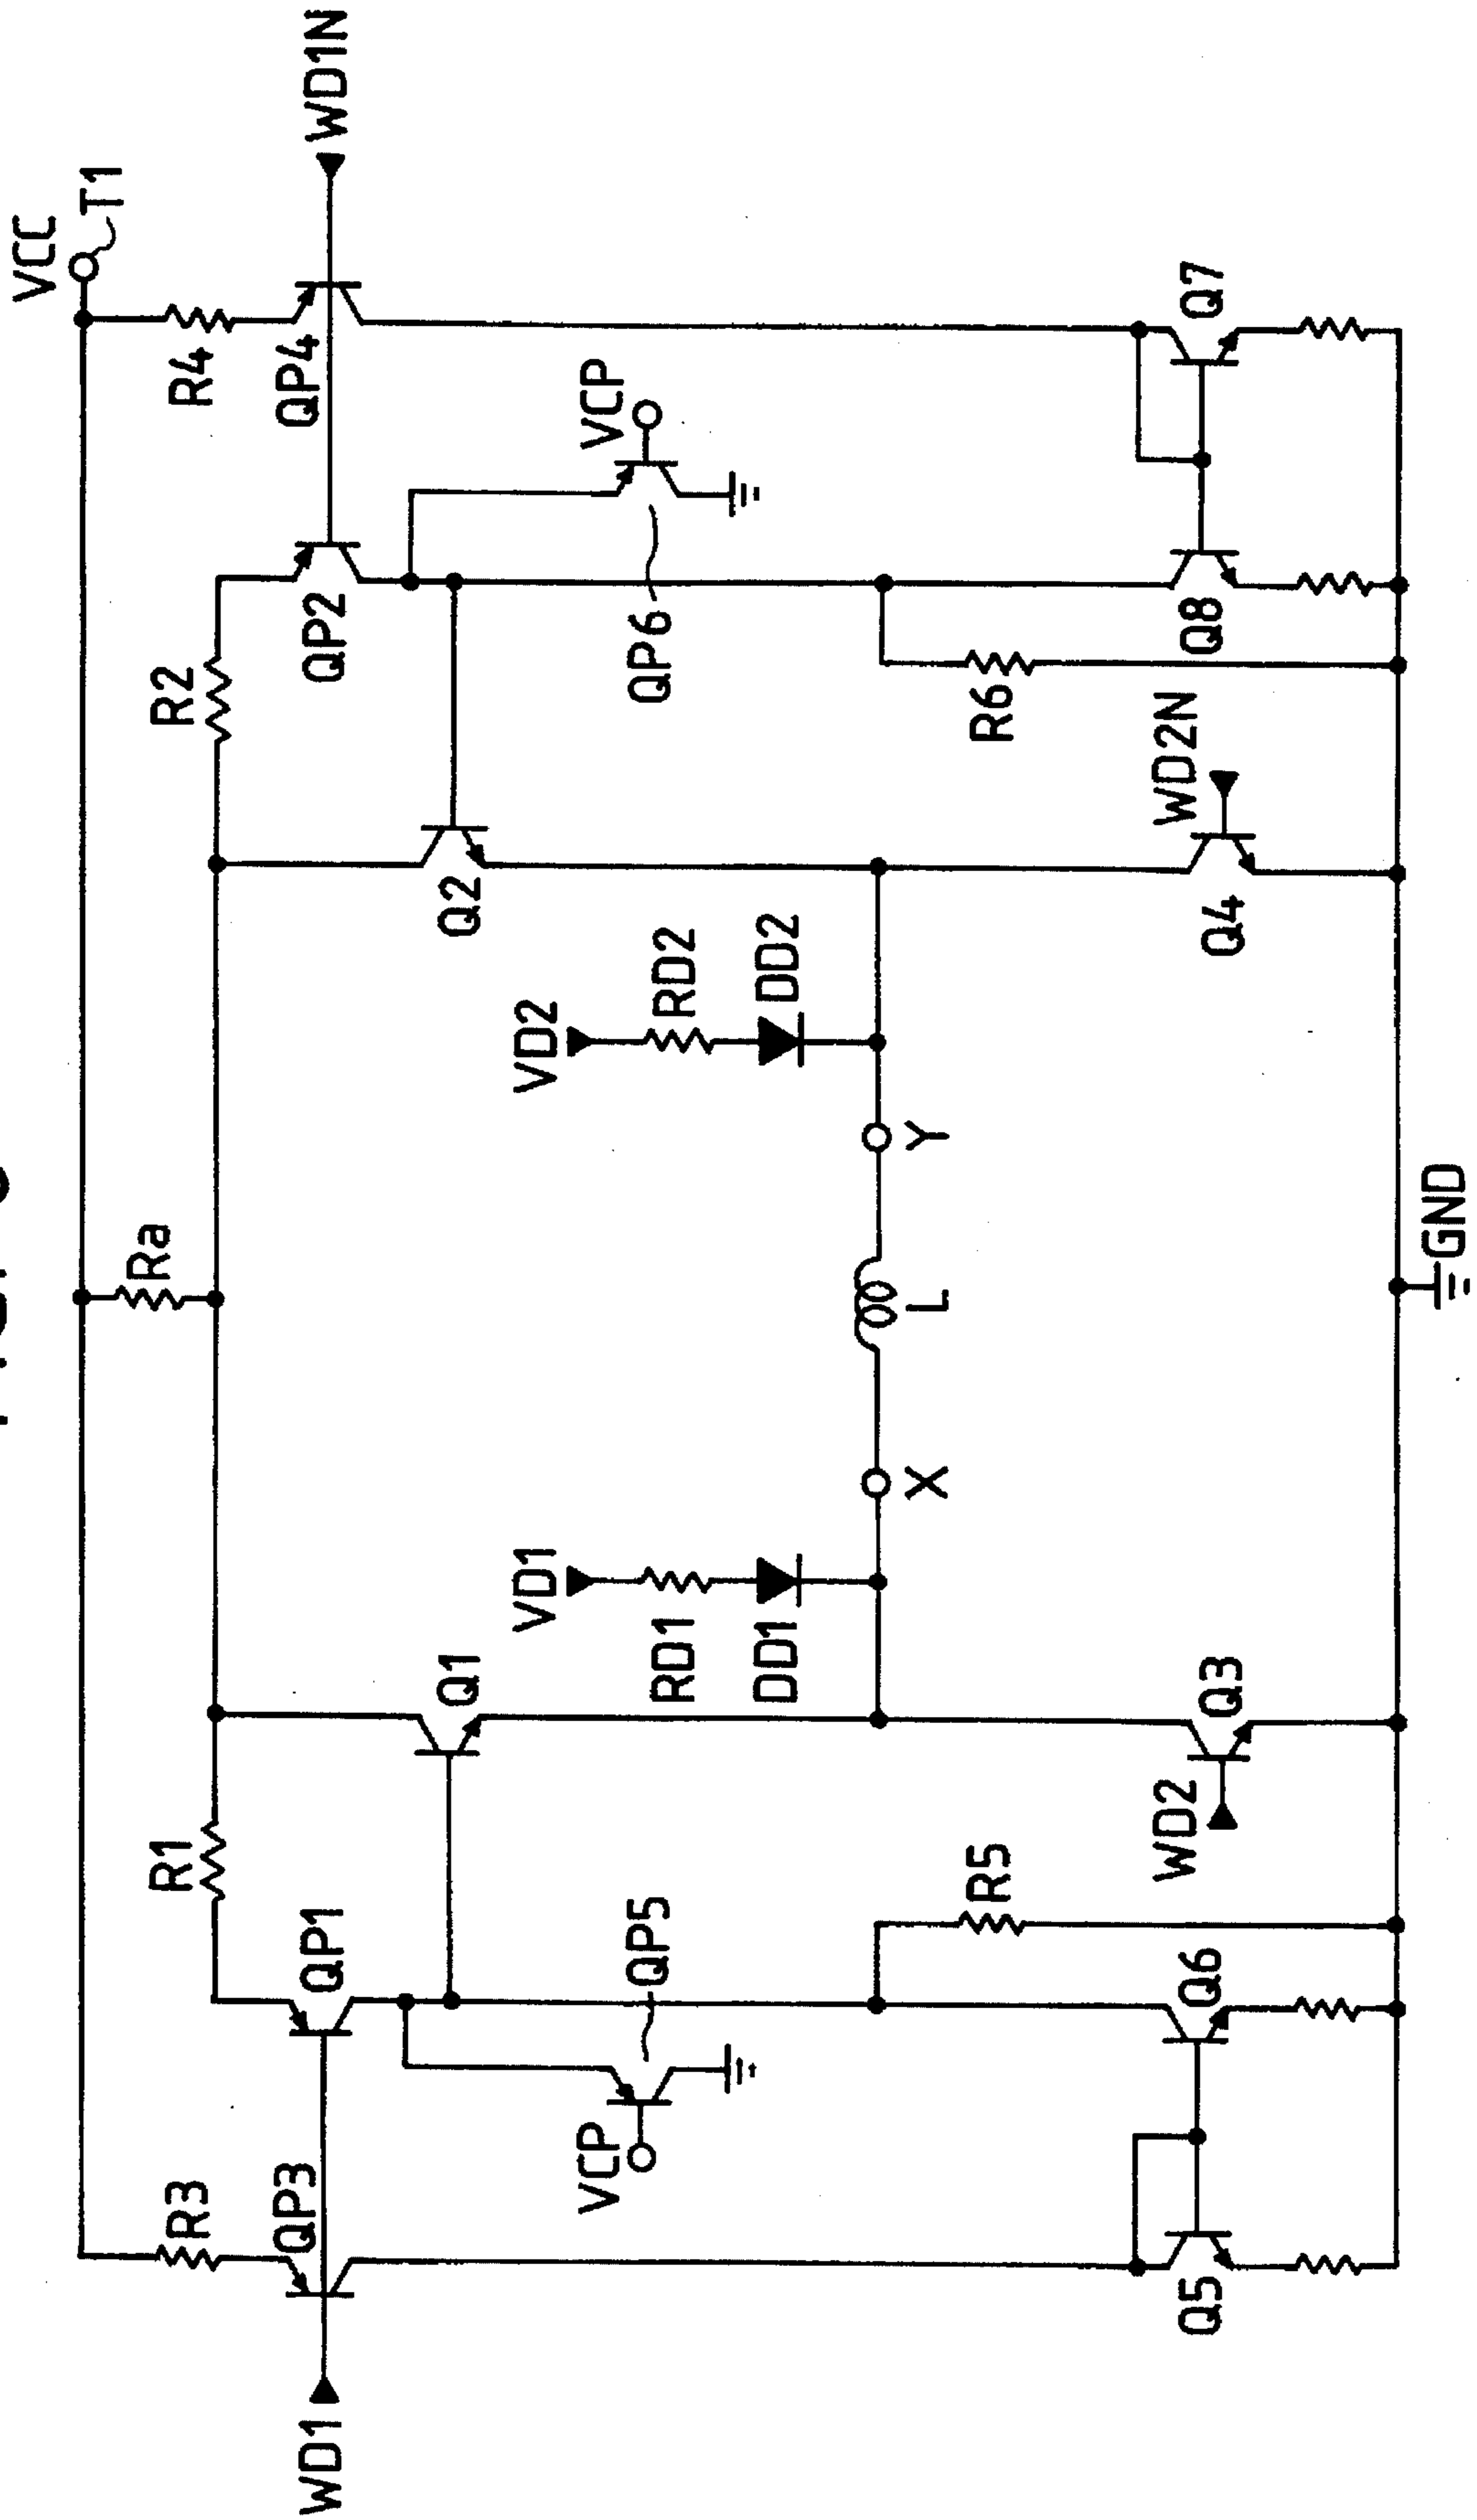 VCC
T1
Ra
R3
R1
R2
R4
WD1
QP3
QP1
QP2
QP4
WD1N
Q1
Q2
VCP
QP5
VD1
VD2
QP6
VCP
RD1
RD2
DD1
DD2
X
L
Y
R5
R6
WD2
WD2N
Q5
Q6
Q3
Q4
Q8
Q7
GND